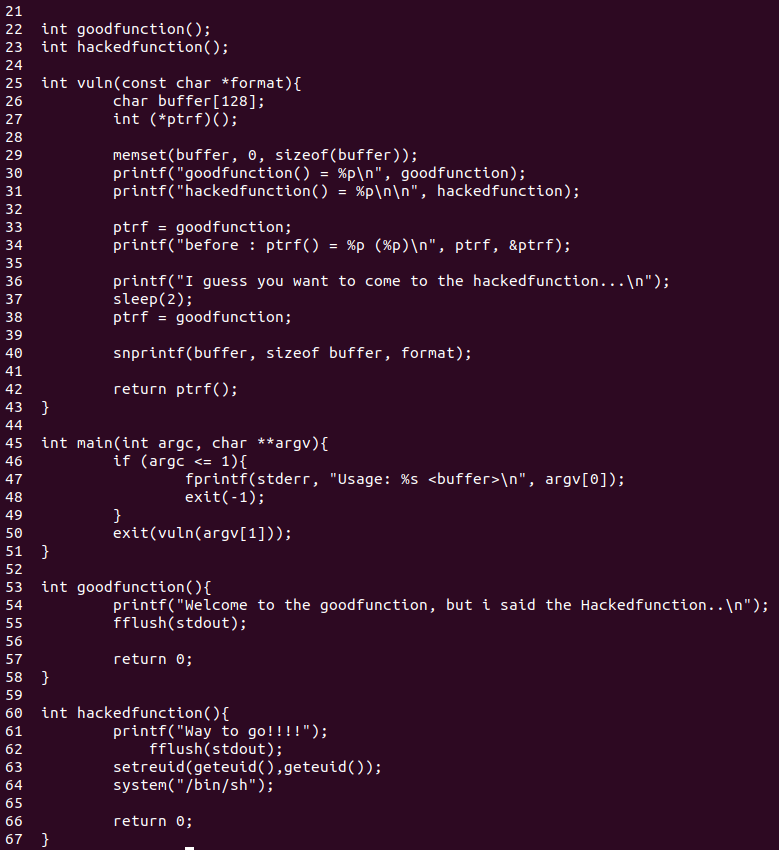 21
22 int goodfunction();
23 int hackedfunction();
24
25 int vuln(const char *format){
26         char buffer[128];
27         int (*ptrf)();
28
29         memset(buffer, 0, sizeof(buffer));
30         printf("goodfunction() = %p\n", goodfunction);
31         printf("hackedfunction() = %p\n\n", hackedfunction);
32
33         ptrf = goodfunction;
34         printf("before : ptrf() = %p (%p)\n", ptrf, &ptrf);
35
36         printf("I guess you want to come to the hackedfunction...\n");
37         sleep(2);
38         ptrf = goodfunction;
39
40         snprintf(buffer, sizeof buffer, format);
41
42         return ptrf();
43 }
44
45 int main(int argc, char **argv){
46         if (argc <= 1){
47                 fprintf(stderr, "Usage: %s <buffer>\n", argv[0]);
48                 exit(-1);
49         }
50         exit(vuln(argv[1]));
51 }
52
53 int goodfunction(){
54         printf("Welcome to the goodfunction, but i said the Hackedfunction..\n");
55         fflush(stdout);
56
57         return 0;
58 }
59
60 int hackedfunction(){
61         printf("Way to go!!!!");
62             fflush(stdout);
63         setreuid(geteuid(),geteuid());
64         system("/bin/sh");
65
66         return 0;
67 }